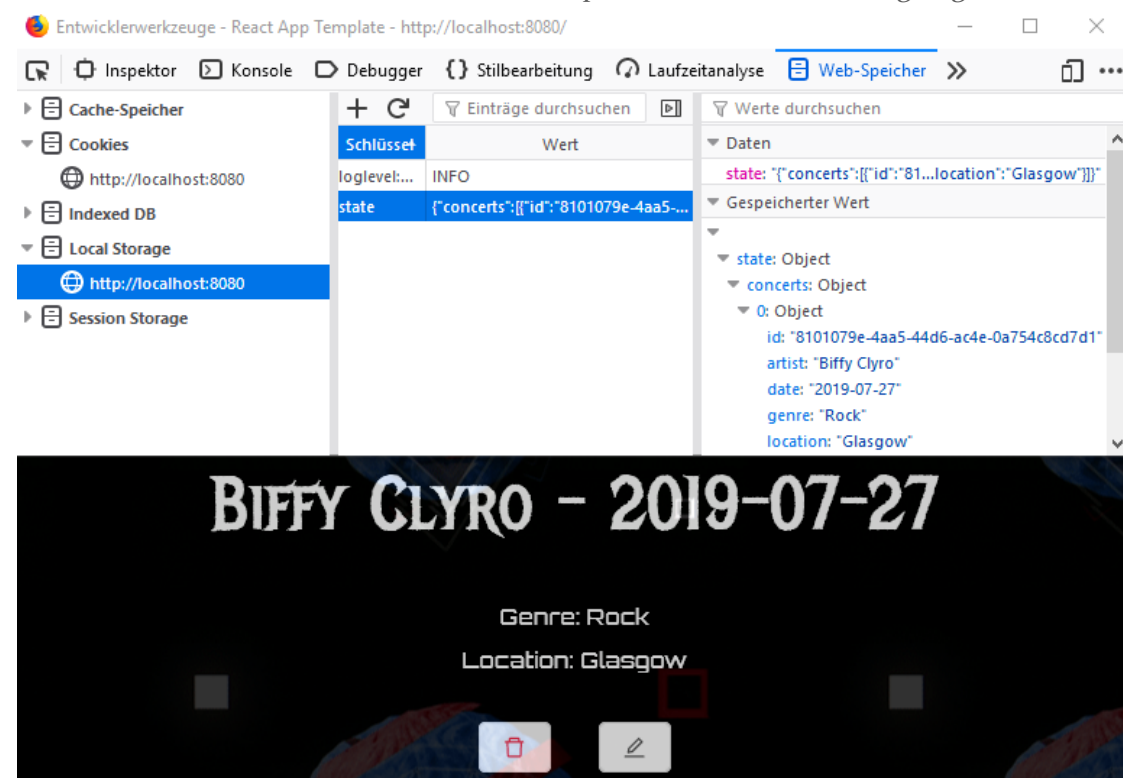 Entwicklerwerkzeuge - React App Template - http://localhost:8080/
Inspektor Konsole Debugger {} Stilbearbeitung Laufzeitanalyse Web-Speicher
Cache-Speicher
Cookies
http://localhost:8080
Indexed DB
Local Storage
http://localhost:8080
Session Storage
Einträge durchsuchen
Schlüssel Wert
loglevel:... INFO
state {"concerts":[{"id":"8101079e-4aa5-...
Werte durchsuchen
Daten
state: "{"concerts":[{"id":"81...location":"Glasgow"}]}"
Gespeicherter Wert
state: Object
concerts: Object
0: Object
id: "8101079e-4aa5-44d6-ac4e-0a754c8cd7d1"
artist: "Biffy Clyro"
date: "2019-07-27"
genre: "Rock"
location: "Glasgow"
Biffy Clyro - 2019-07-27
Genre: Rock
Location: Glasgow